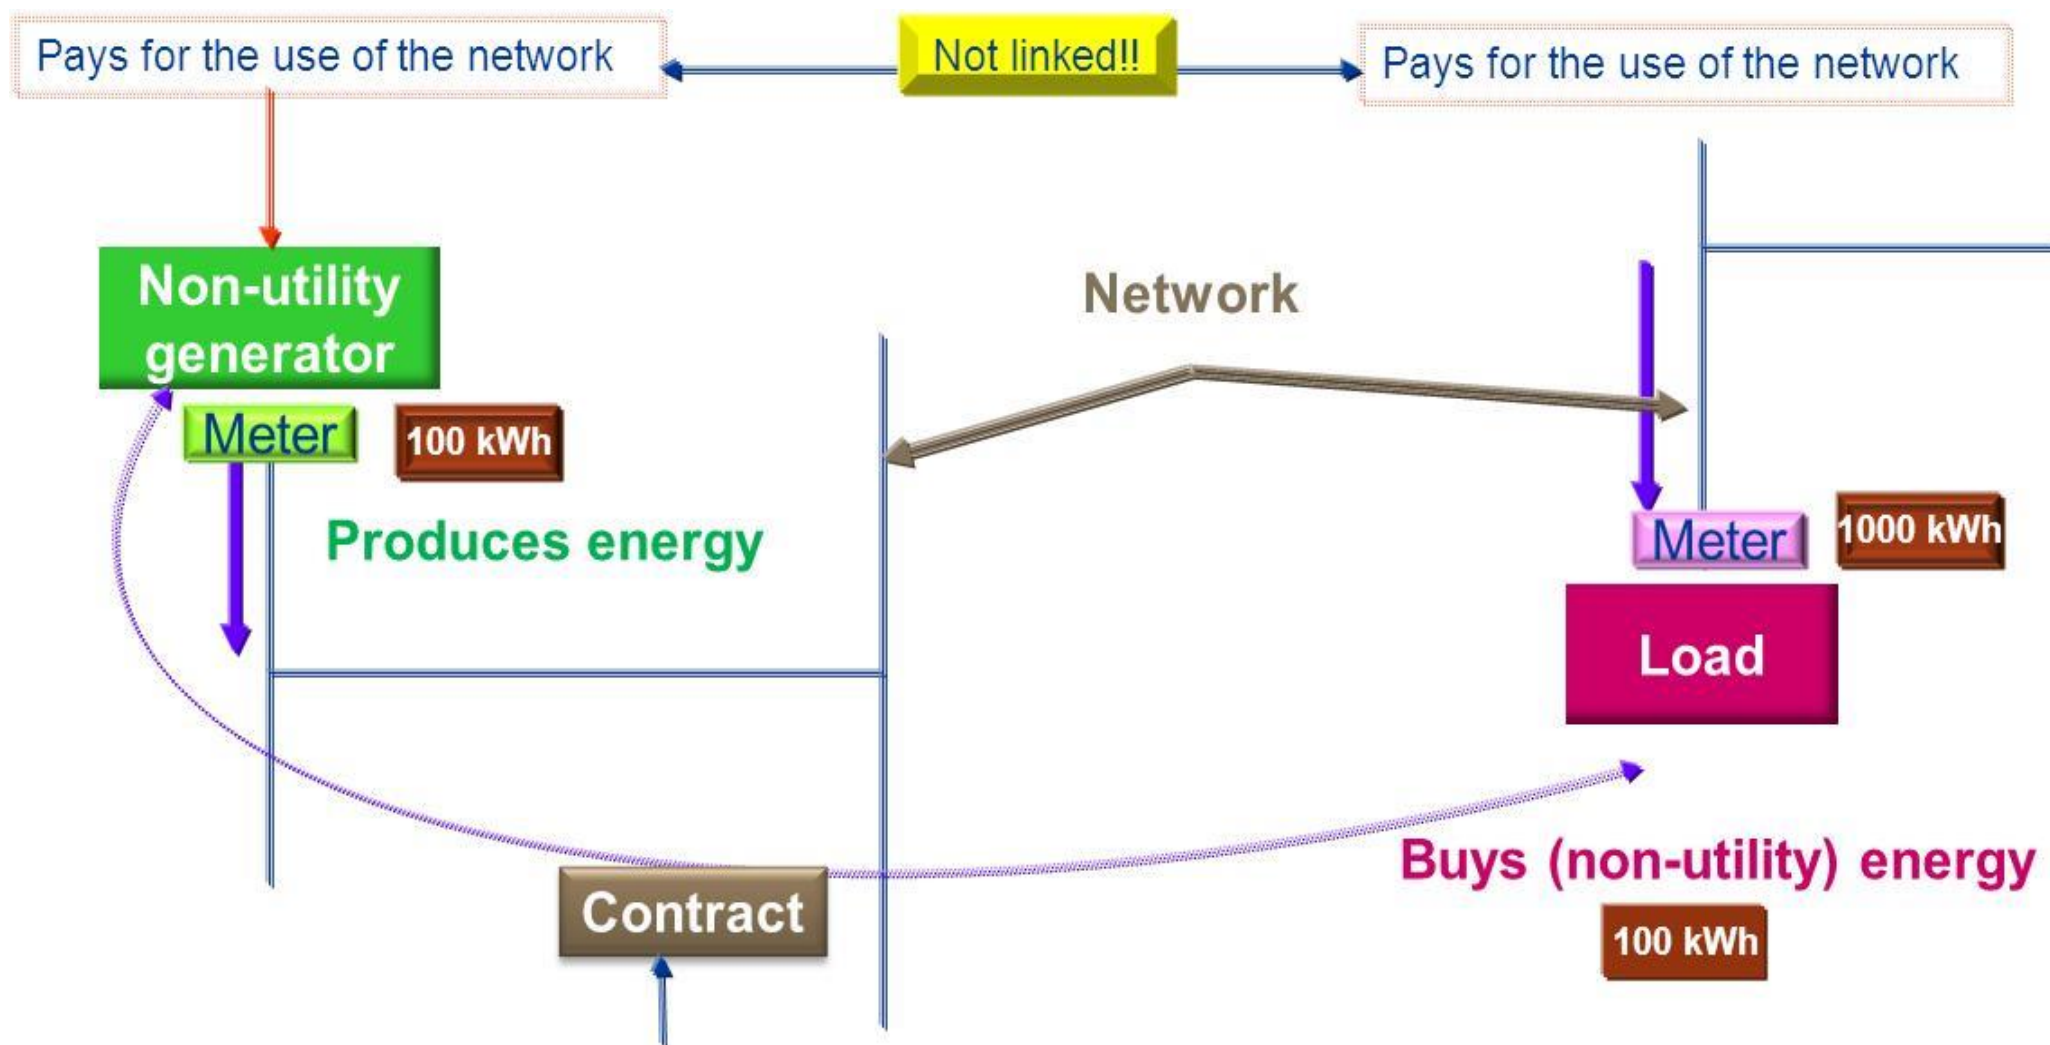 Pays for the use of the network
Not linked!!
Pays for the use of the network
Non-utility
generator
Network
Meter
100 kWh
Produces energy
Meter
1000 kWh
Load
Buys (non-utility) energy
Contract
100 kWh